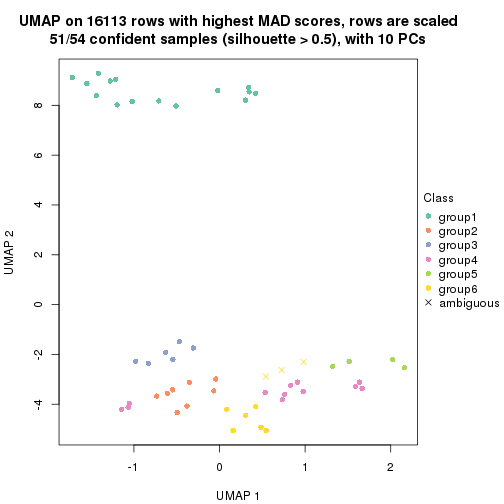 UMAP on 16113 rows with highest MAD scores, rows are scaled
51/54 confident samples (silhouette > 0.5), with 10 PCs
8
6
4
2
0
-2
-4
UMAP 2
-1
0
1
2
UMAP 1
Class
group1
group2
group3
group4
group5
group6
ambiguous